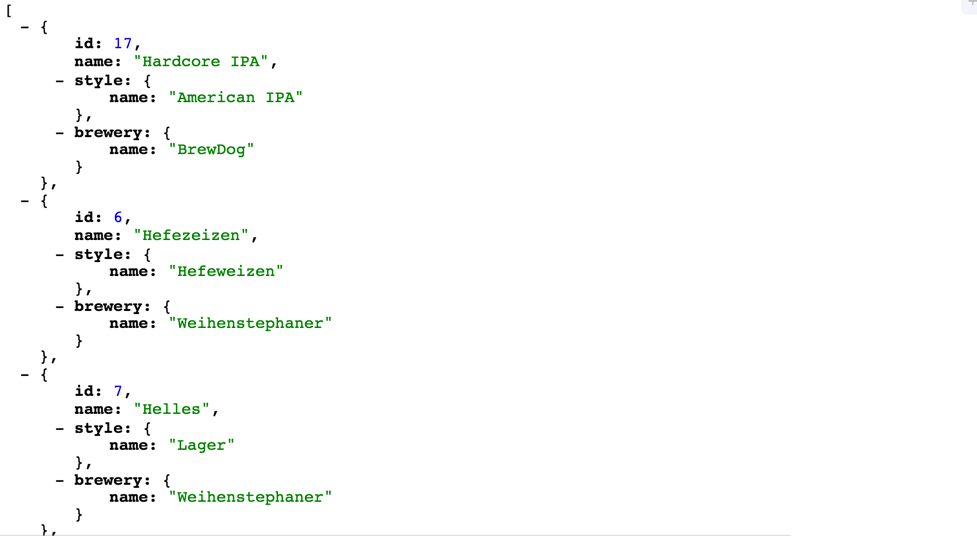 [
- {
id: 17,
name: "Hardcore IPA",
- style: {
name: "American IPA"
},
- brewery: {
name: "BrewDog"
}
},
- {
id: 6,
name: "Hefezeizen",
- style: {
name: "Hefeweizen"
},
- brewery: {
name: "Weihenstephaner"
}
},
- {
id: 7,
name: "Helles",
- style: {
name: "Lager"
},
- brewery: {
name: "Weihenstephaner"
}
},